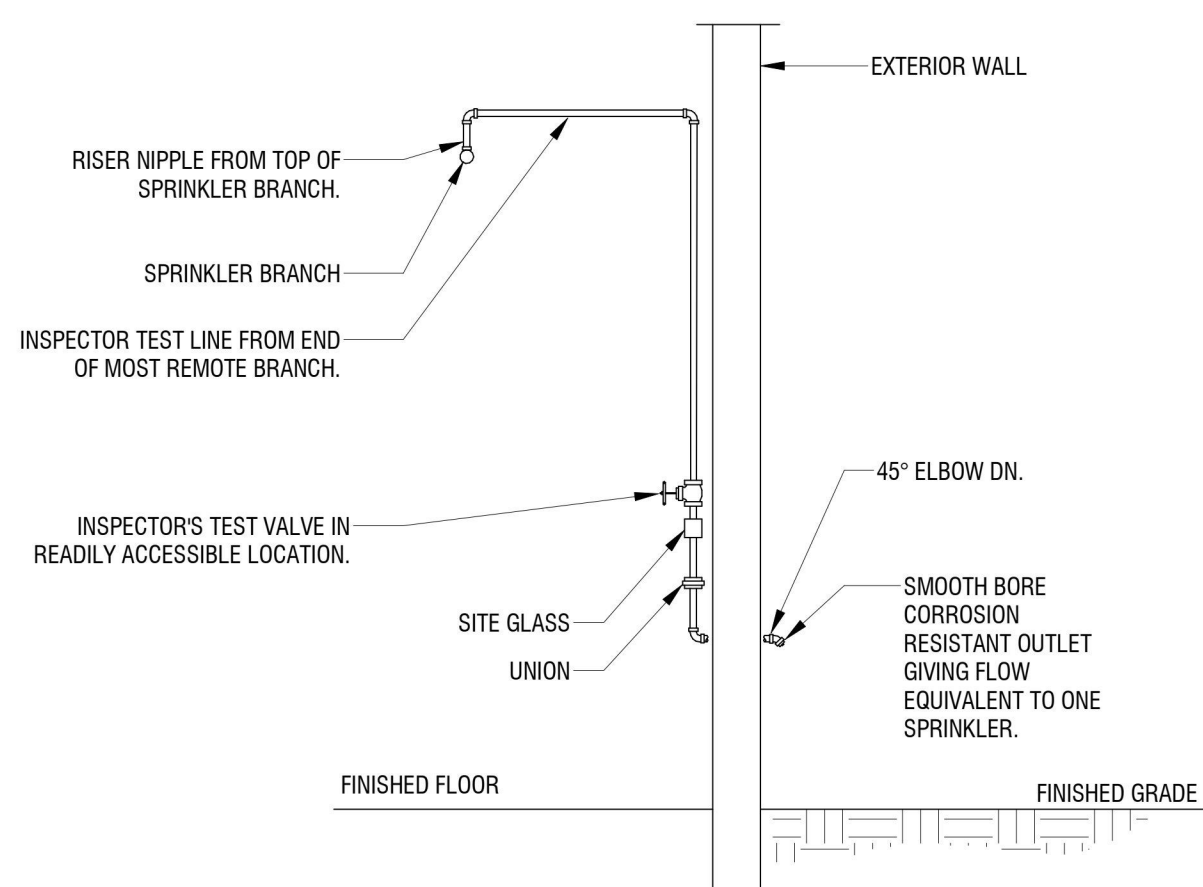 EXTERIOR WALL
RISER NIPPLE FROM TOP OF
SPRINKLER BRANCH.
SPRINKLER BRANCH
INSPECTOR TEST LINE FROM END
OF MOST REMOTE BRANCH.
45° ELBOW DN.
INSPECTOR'S TEST VALVE IN
READILY ACCESSIBLE LOCATION.
SMOOTH BORE
CORROSION
RESISTANT OUTLET
GIVING FLOW
EQUIVALENT TO ONE
SPRINKLER.
SITE GLASS
UNION
FINISHED FLOOR
FINISHED GRADE